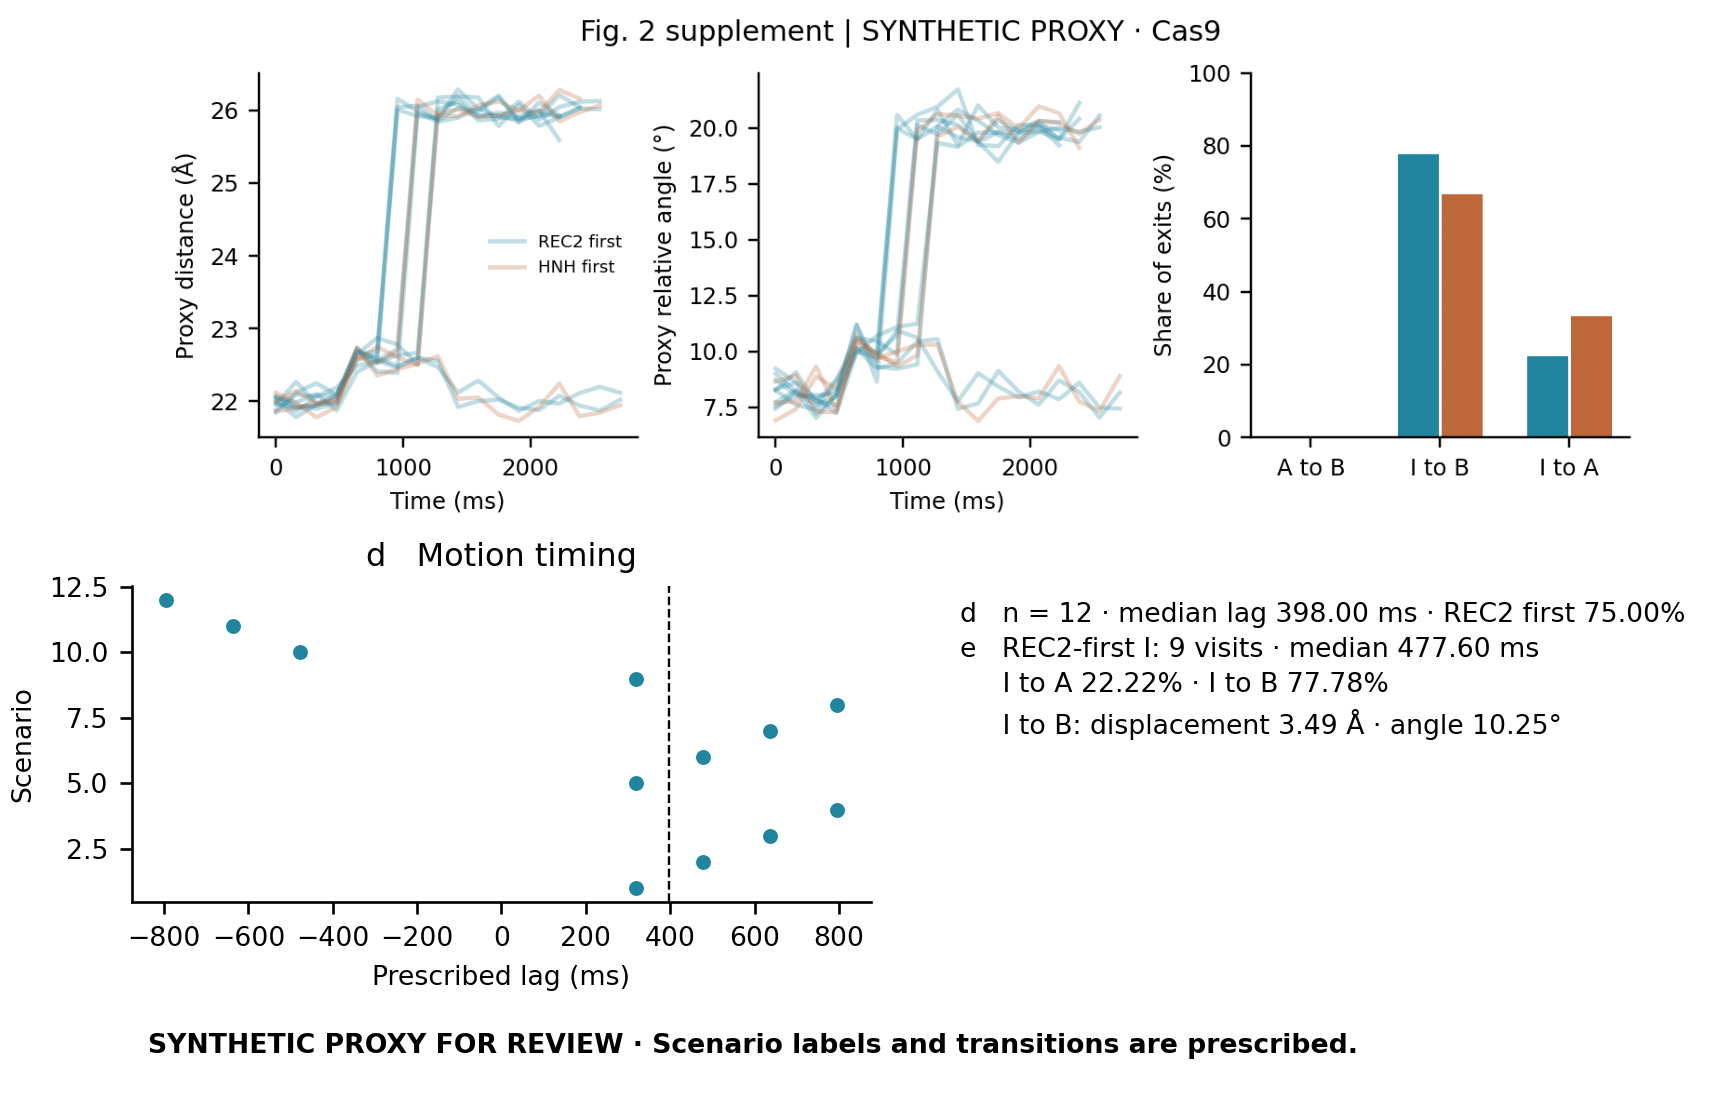 Fig. 2 supplement | SYNTHETIC PROXY · Cas9
Proxy distance (Å)
26
25
24
23
22
0 1000 2000
Time (ms)
REC2 first
HNH first
Proxy relative angle (°)
20.0
17.5
15.0
12.5
10.0
7.5
0 1000 2000
Time (ms)
Share of exits (%)
100
80
60
40
20
0
A to B I to B I to A
d Motion timing
Scenario
12.5
10.0
7.5
5.0
2.5
−800 −600 −400 −200 0 200 400 600 800
Prescribed lag (ms)
d n = 12 · median lag 398.00 ms · REC2 first 75.00%
e REC2-first I: 9 visits · median 477.60 ms
I to A 22.22% · I to B 77.78%
I to B: displacement 3.49 Å · angle 10.25°
SYNTHETIC PROXY FOR REVIEW · Scenario labels and transitions are prescribed.